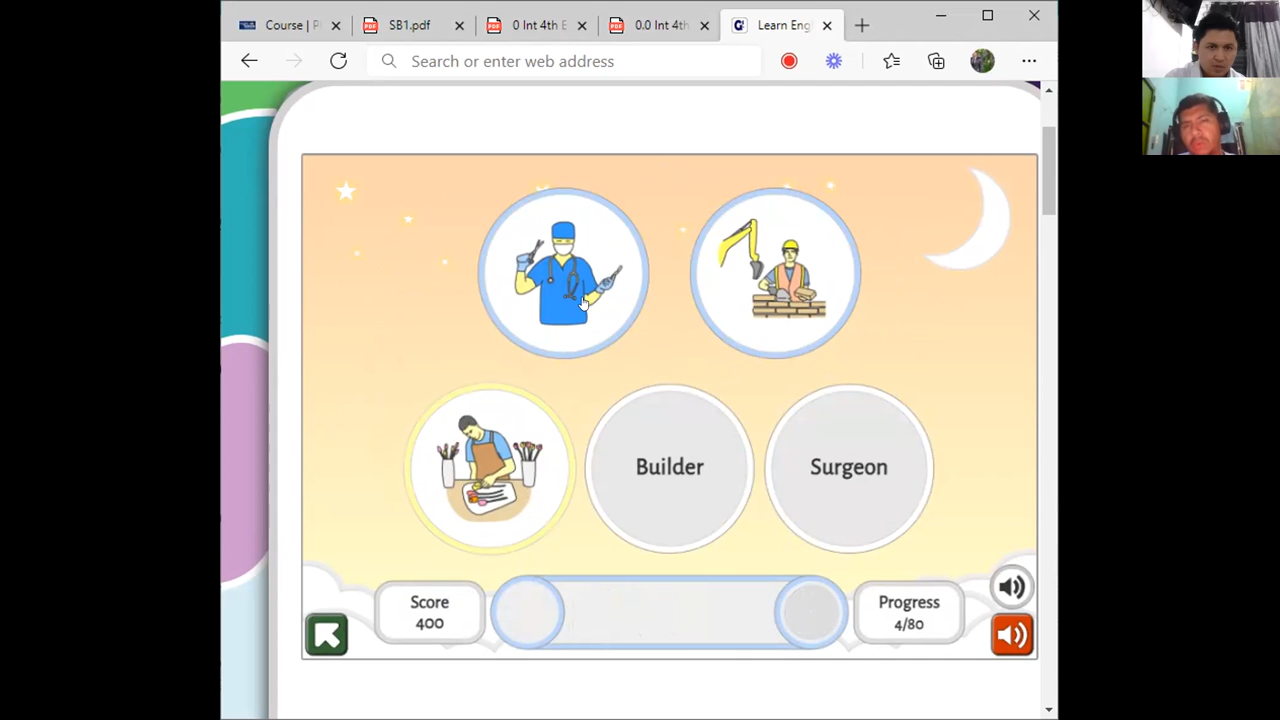 Course | P
SB1.pdf
0 Int 4th E
0.0 Int 4th
Learn Eng
Search or enter web address
Builder
Surgeon
Score
400
Progress
4/80